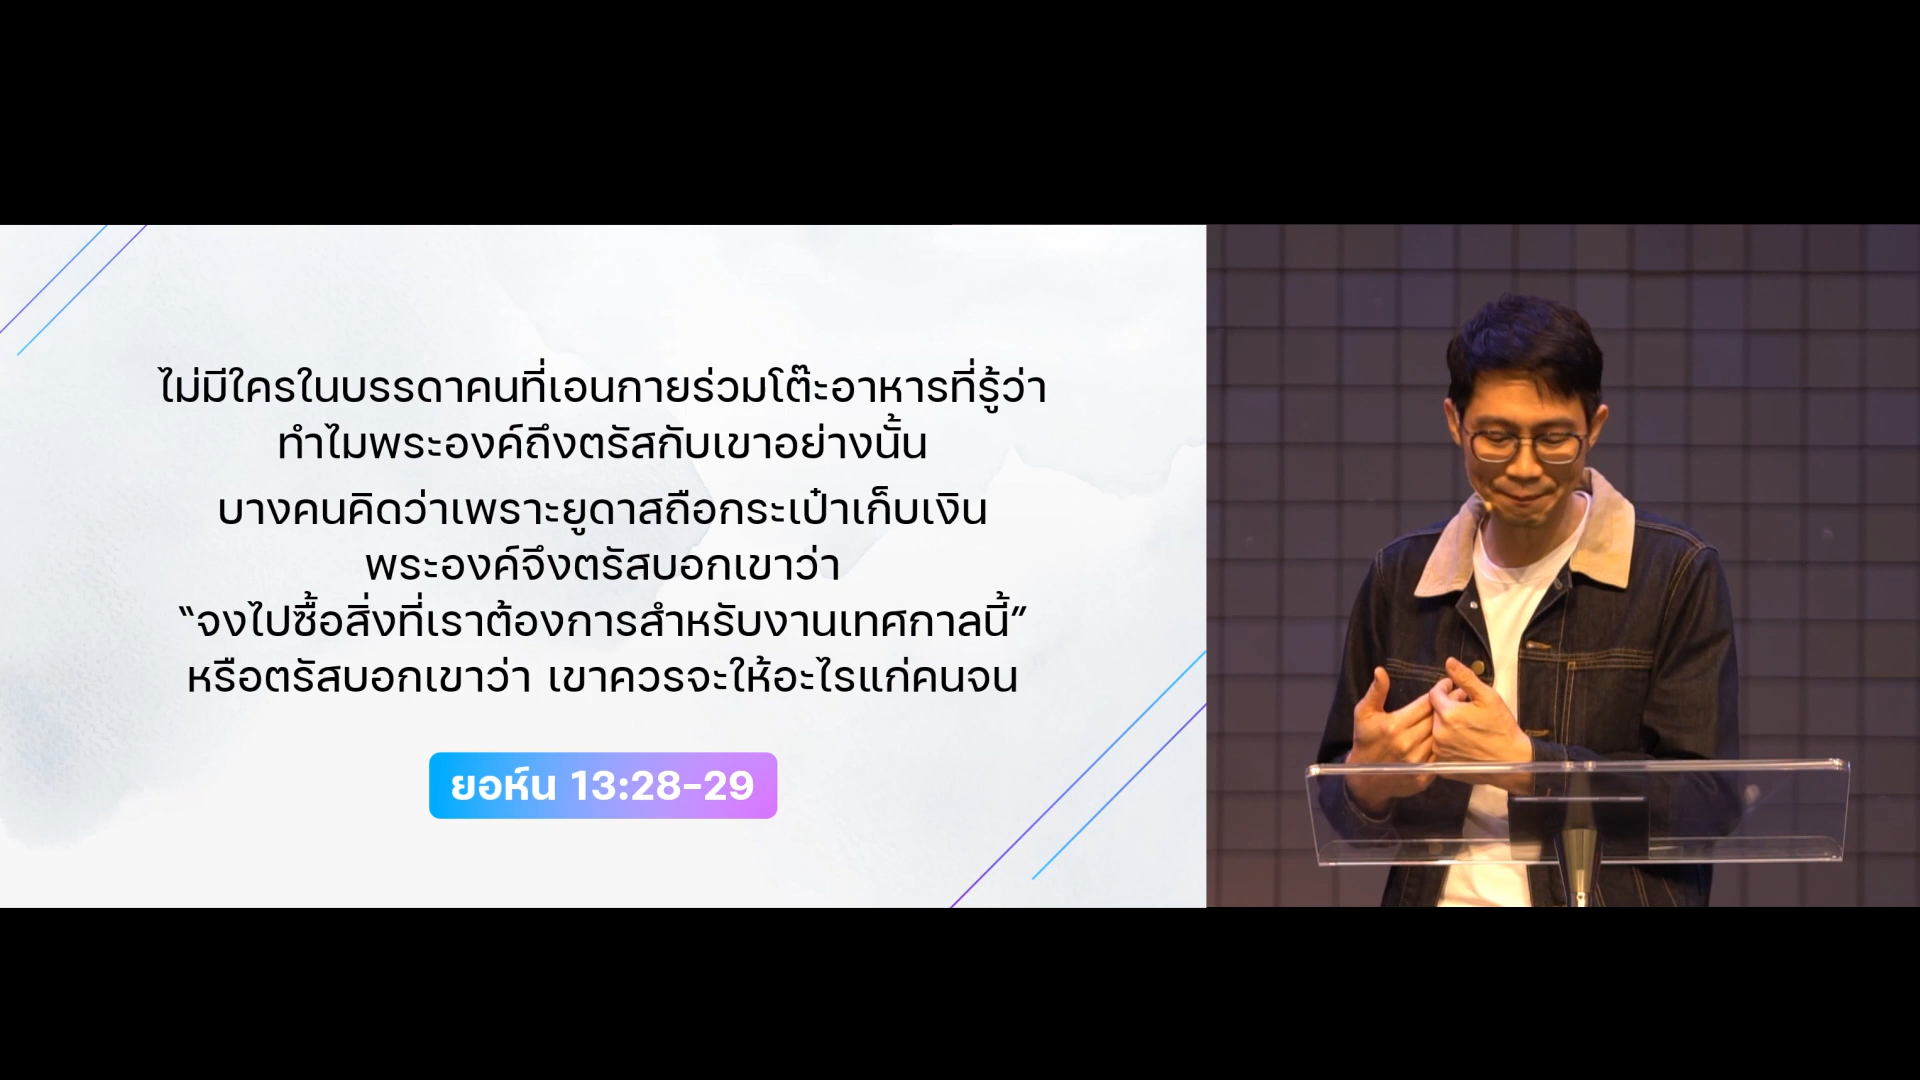 ไม่มีใครในบรรดาคนที่เอนกายร่วมโต๊ะอาหารที่รู้ว่า
ทำไมพระองค์ถึงตรัสกับเขาอย่างนั้น
บางคนคิดว่าเพราะยูดาสถือกระเป๋าเก็บเงิน
พระองค์จึงตรัสบอกเขาว่า
“จงไปซื้อสิ่งที่เราต้องการสำหรับงานเทศกาลนี้”
หรือตรัสบอกเขาว่า เขาควรจะให้อะไรแก่คนจน
ยอห์น 13:28-29